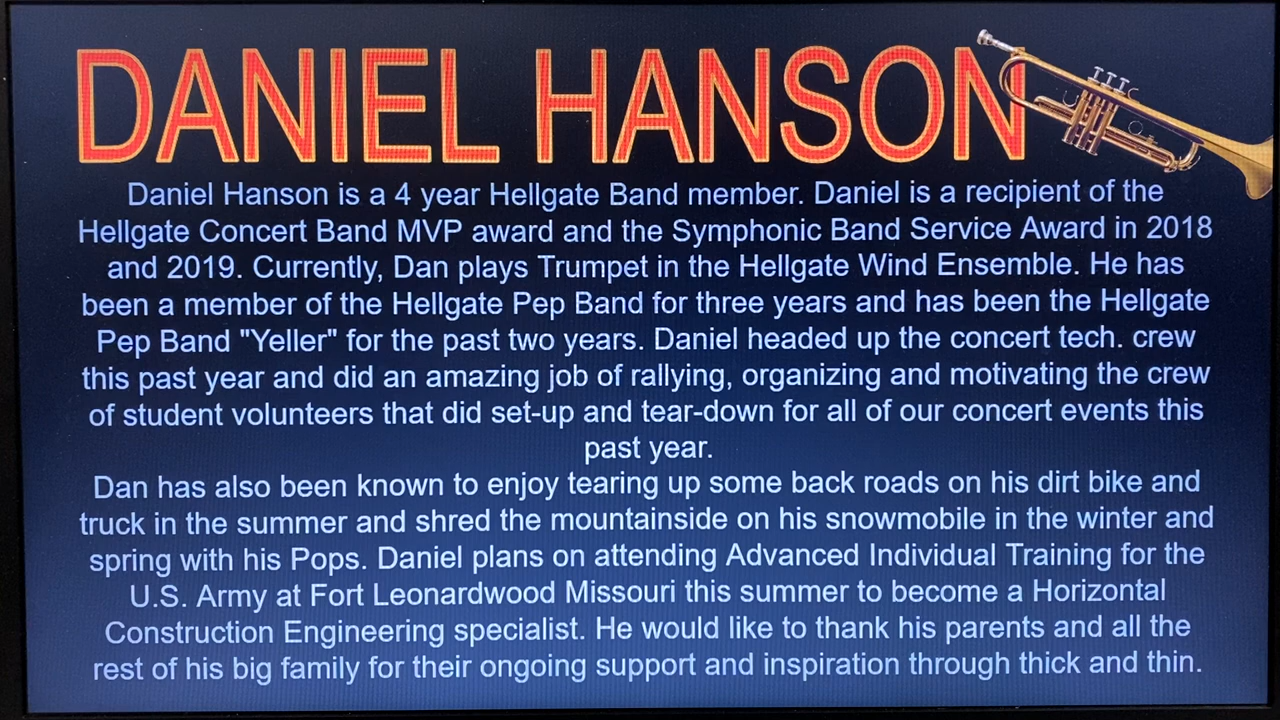 DANIEL HANSON
Daniel Hanson is a 4 year Hellgate Band member. Daniel is a recipient of the
Hellgate Concert Band MVP award and the Symphonic Band Service Award in 2018
and 2019. Currently, Dan plays Trumpet in the Hellgate Wind Ensemble. He has
been a member of the Hellgate Pep Band for three years and has been the Hellgate
Pep Band "Yeller" for the past two years. Daniel headed up the concert tech. crew
this past year and did an amazing job of rallying, organizing and motivating the crew
of student volunteers that did set-up and tear-down for all of our concert events this
past year.
Dan has also been known to enjoy tearing up some back roads on his dirt bike and
truck in the summer and shred the mountainside on his snowmobile in the winter and
spring with his Pops. Daniel plans on attending Advanced Individual Training for the
U.S. Army at Fort Leonardwood Missouri this summer to become a Horizontal
Construction Engineering specialist. He would like to thank his parents and all the
rest of his big family for their ongoing support and inspiration through thick and thin.